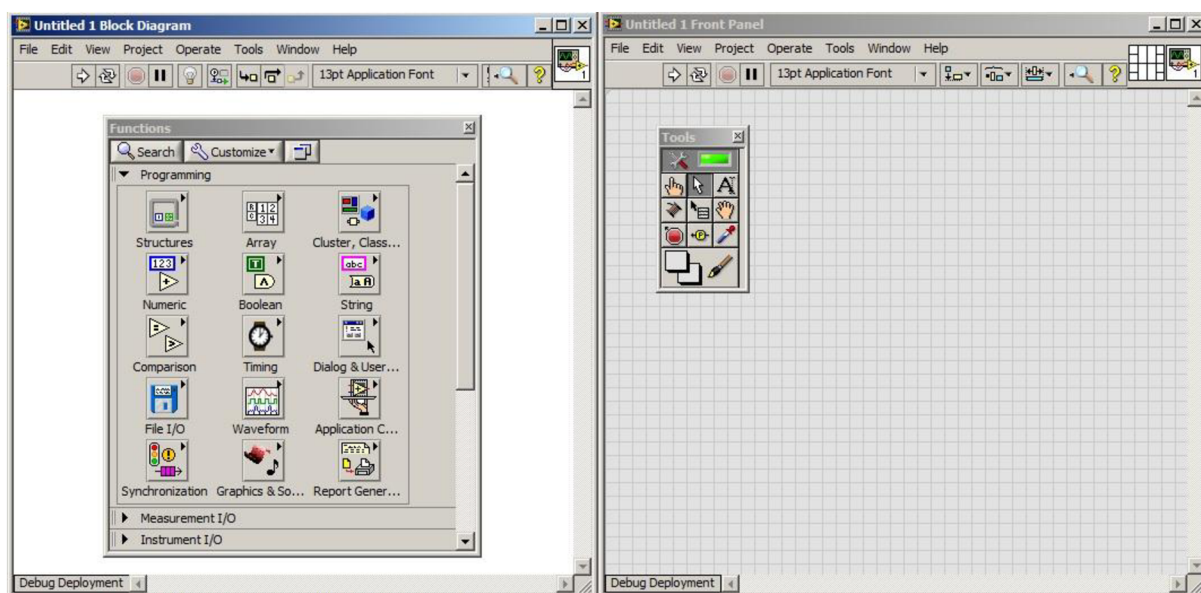 Untitled 1 Block Diagram
File Edit View Project Operate Tools Window Help
13pt Application Font
1
Functions
Search Customize
Programming
Structures Array Cluster, Class...
Numeric Boolean String
Comparison Timing Dialog & User...
File I/O Waveform Application C...
Synchronization Graphics & So... Report Gener...
Measurement I/O
Instrument I/O
Debug Deployment
Untitled 1 Front Panel
File Edit View Project Operate Tools Window Help
13pt Application Font
1
Tools
Debug Deployment